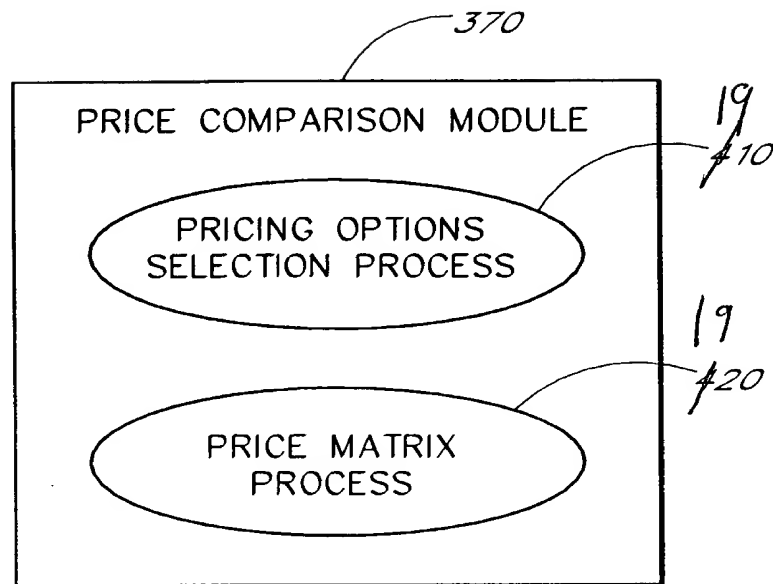 370
PRICE COMPARISON MODULE
19
410
PRICING OPTIONS
SELECTION PROCESS
19
420
PRICE MATRIX
PROCESS